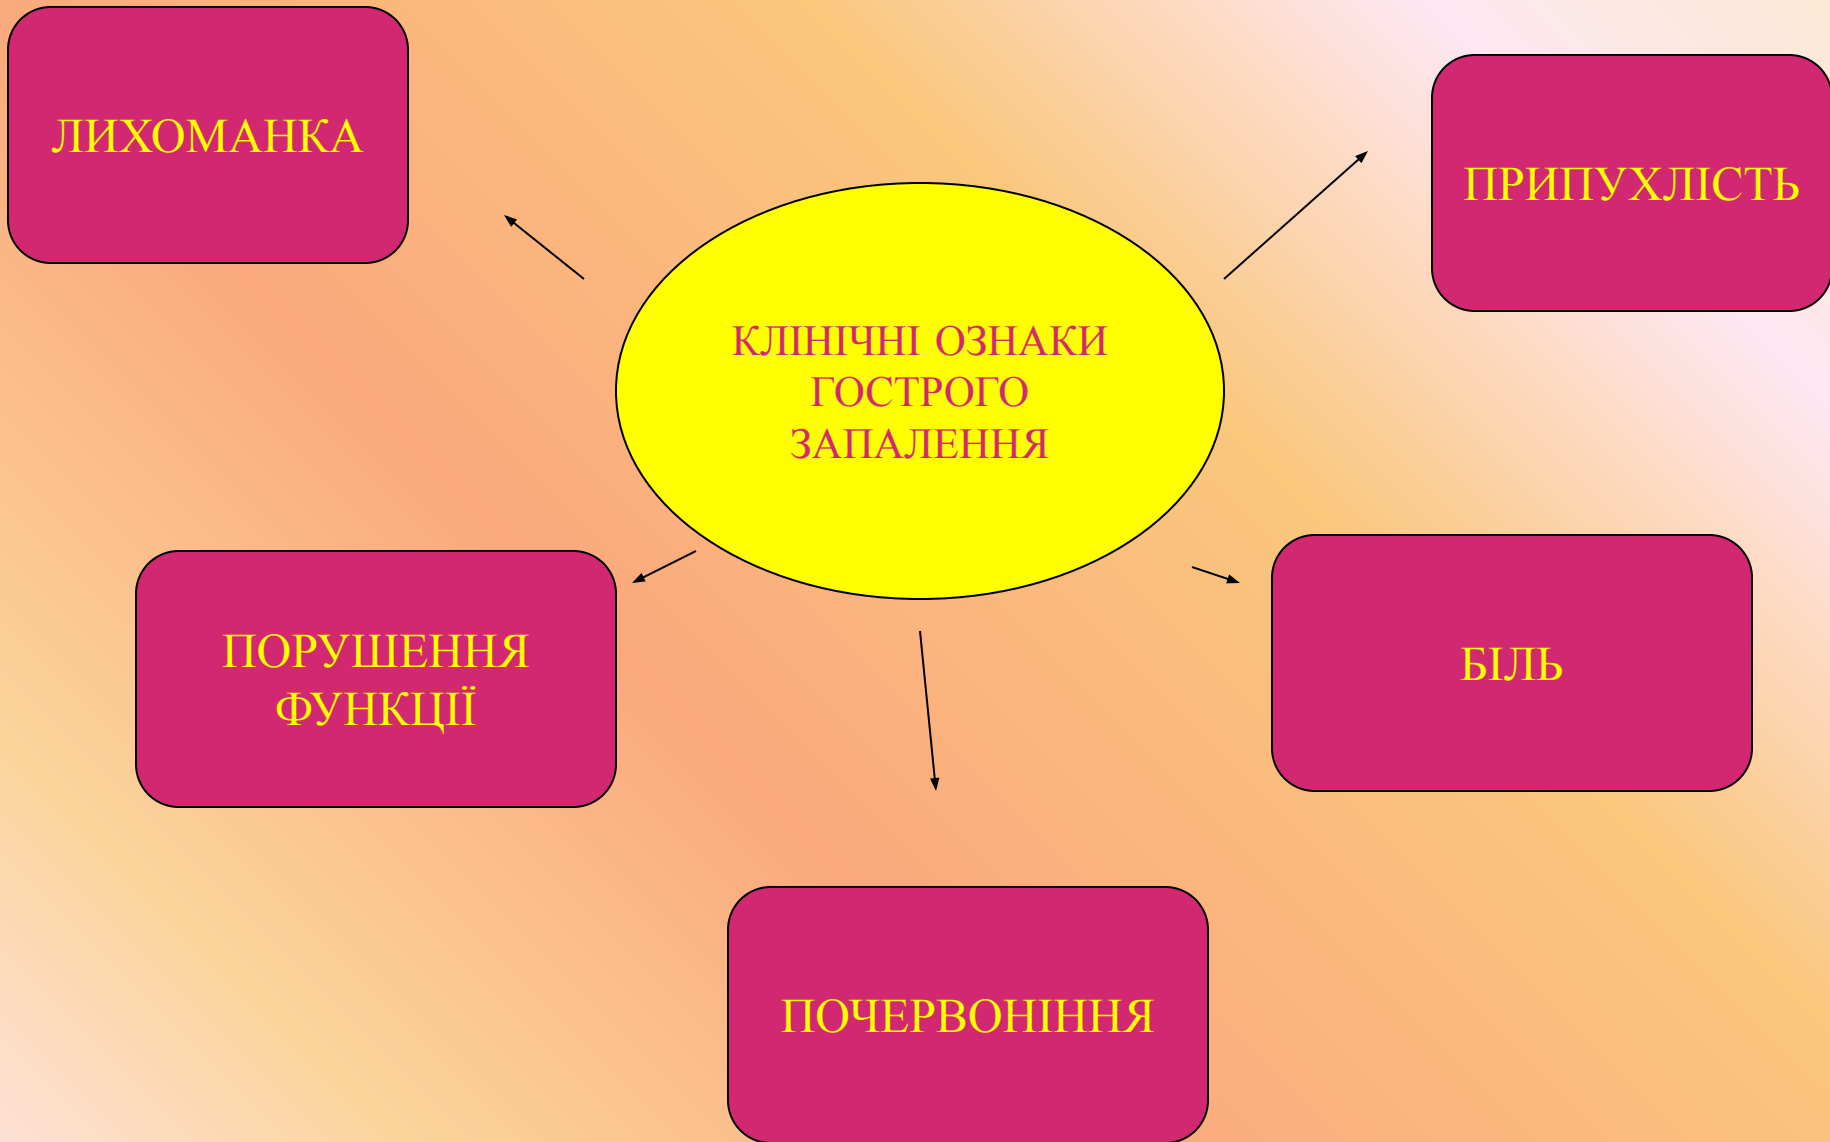 ЛИХОМАНКА
ПРИПУХЛІСТЬ
КЛІНІЧНІ ОЗНАКИ
ГОСТРОГО
ЗАПАЛЕННЯ
ПОРУШЕННЯ
ФУНКЦІЇ
БІЛЬ
ПОЧЕРВОНІННЯ